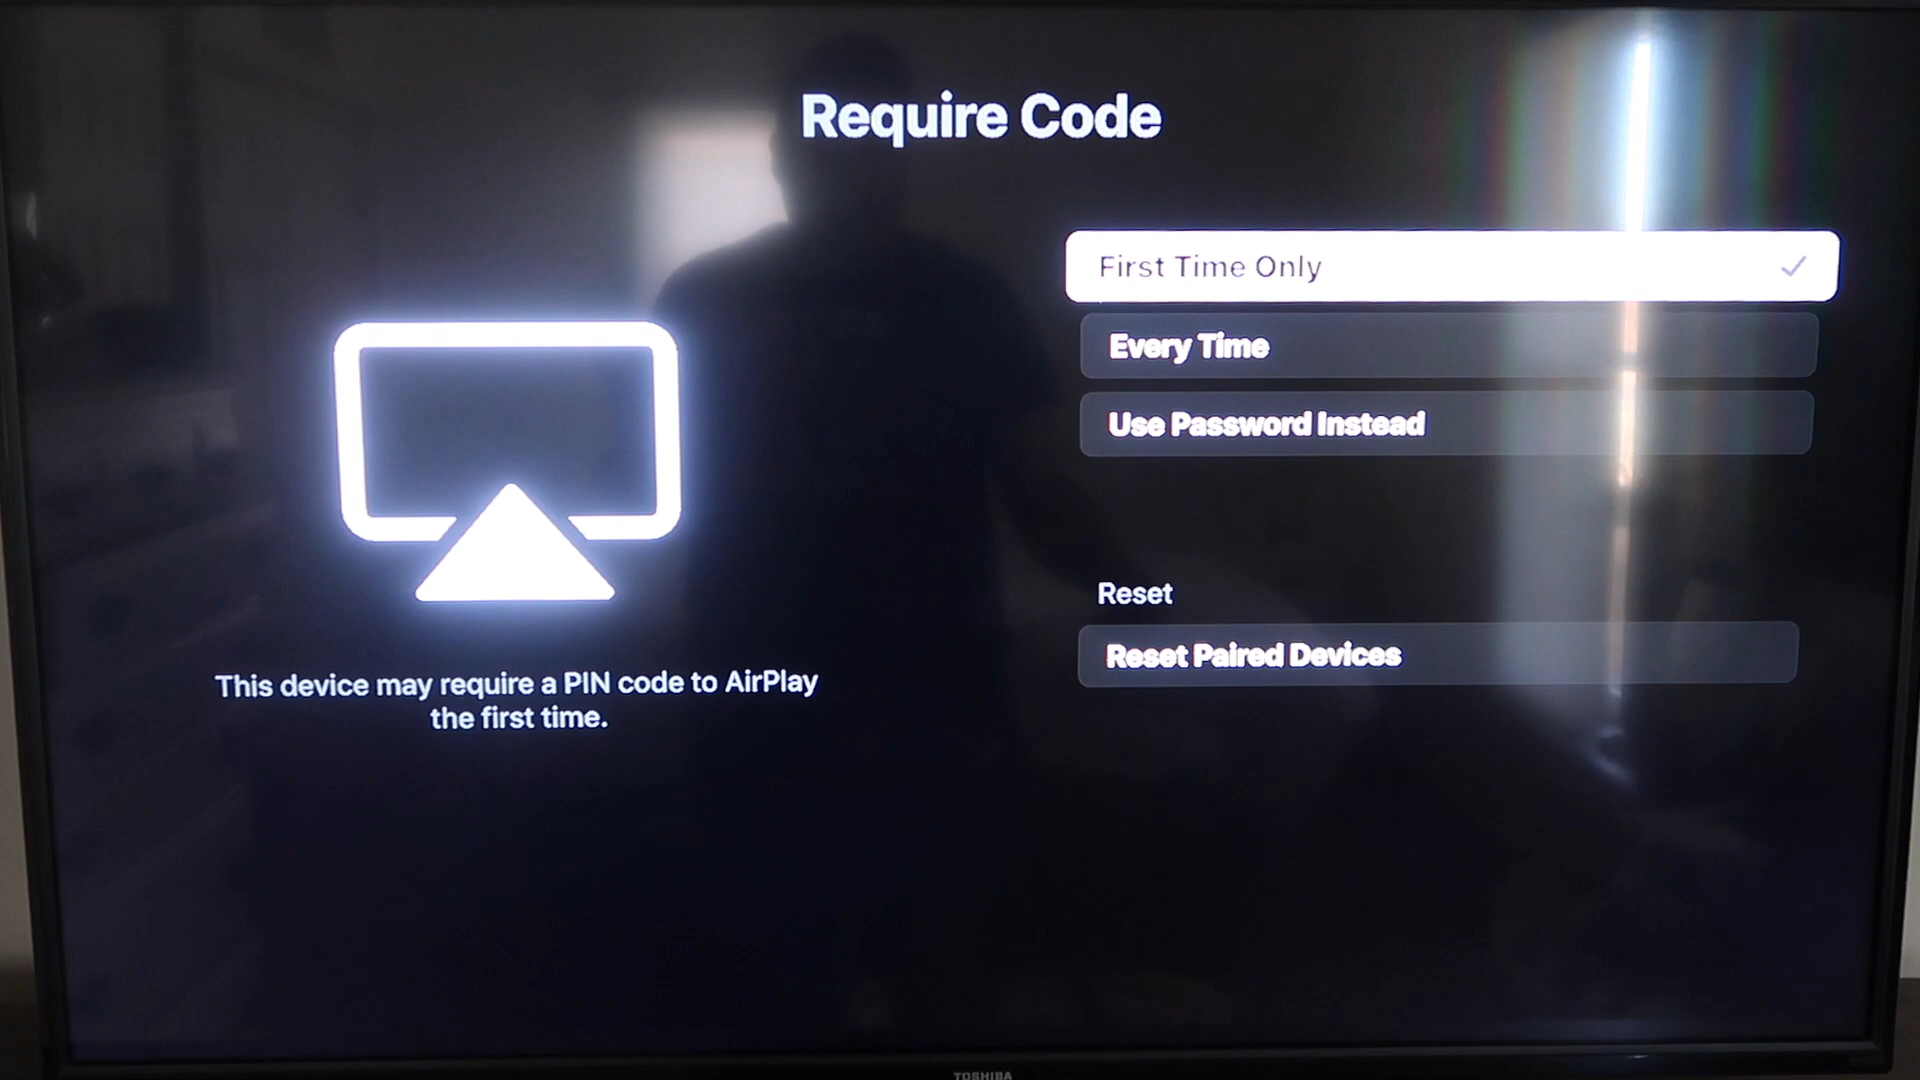 Require Code
First Time Only
Every Time
Use Password Instead
This device may require a PIN code to AirPlay
the first time.
Reset
Reset Paired Devices
TOSHIBA